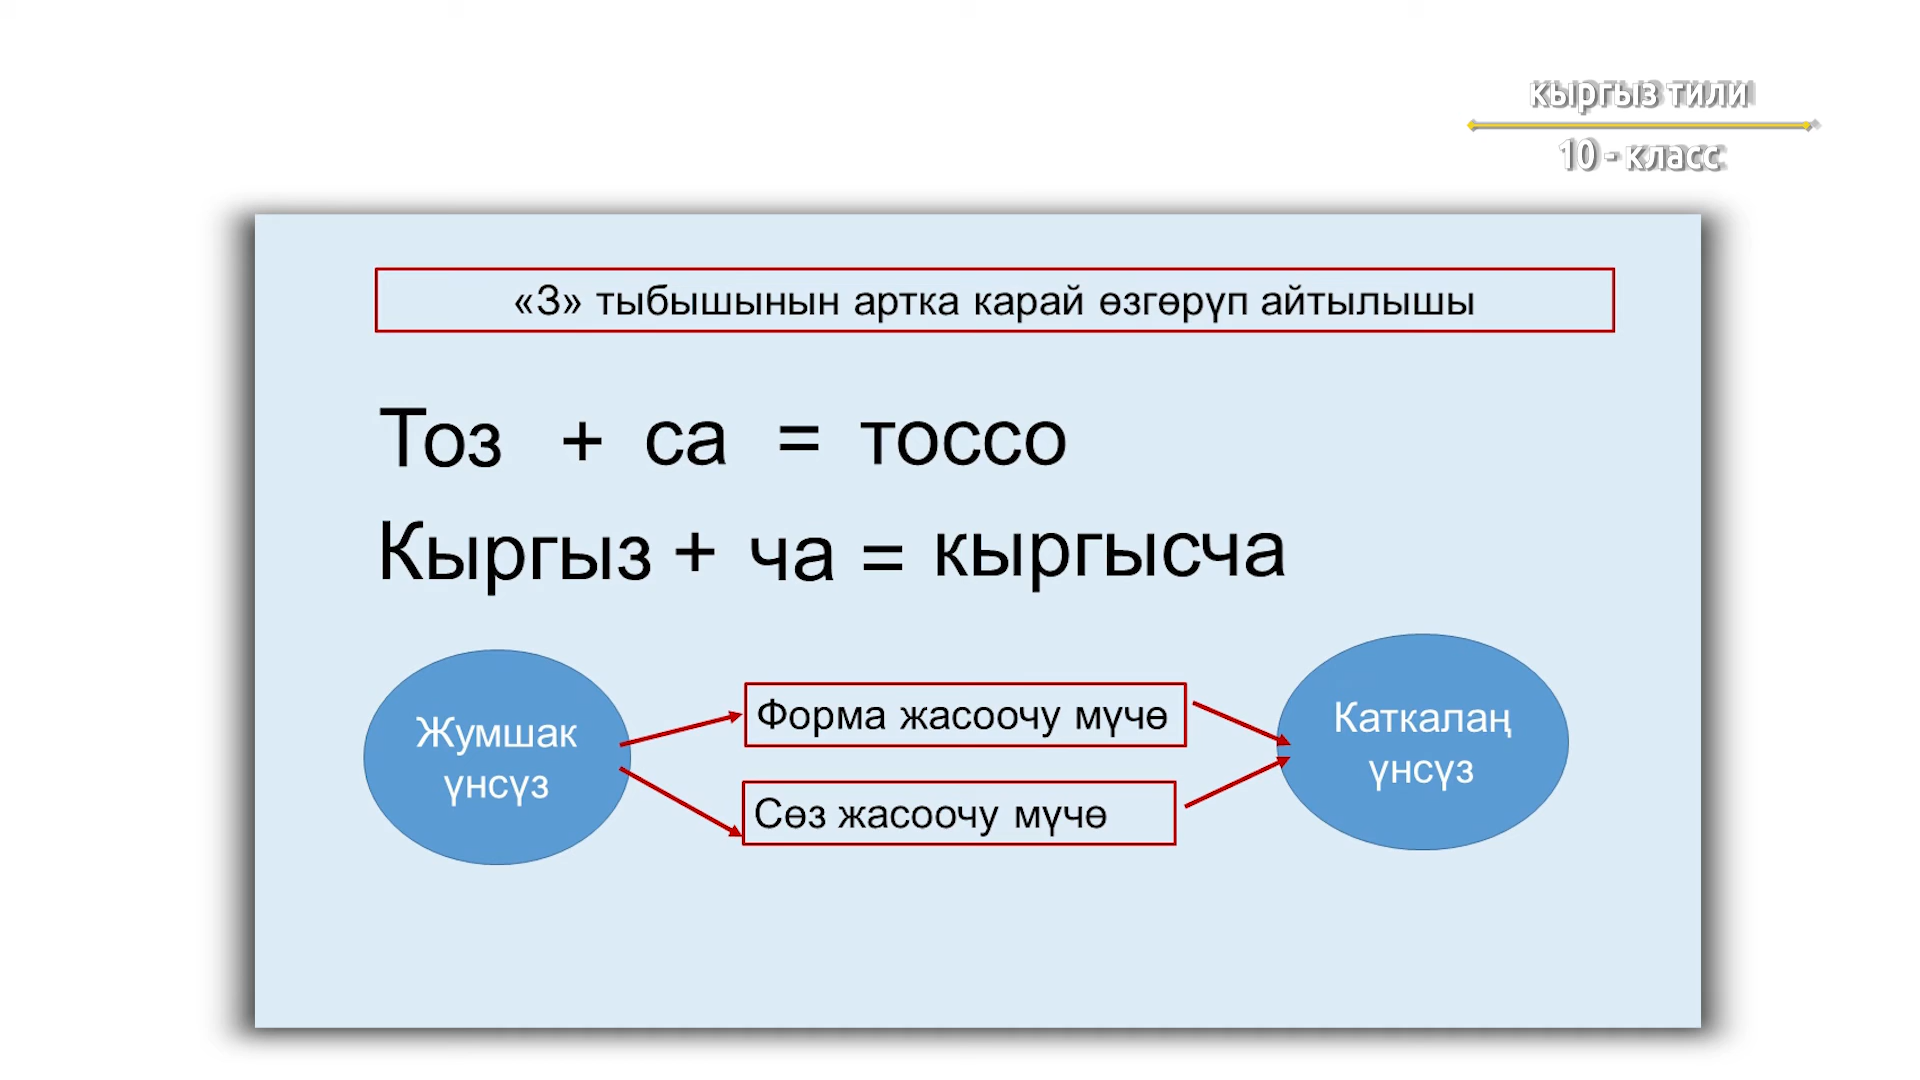 кыргыз тили
10 - класс
«З» тыбышынын артка карай өзгөрүп айтылышы
Тоз + са = тоссо
Кыргыз + ча = кыргысча
Жумшак
үнсүз
Форма жасоочу мүчө
Сөз жасоочу мүчө
Каткалаң
үнсүз